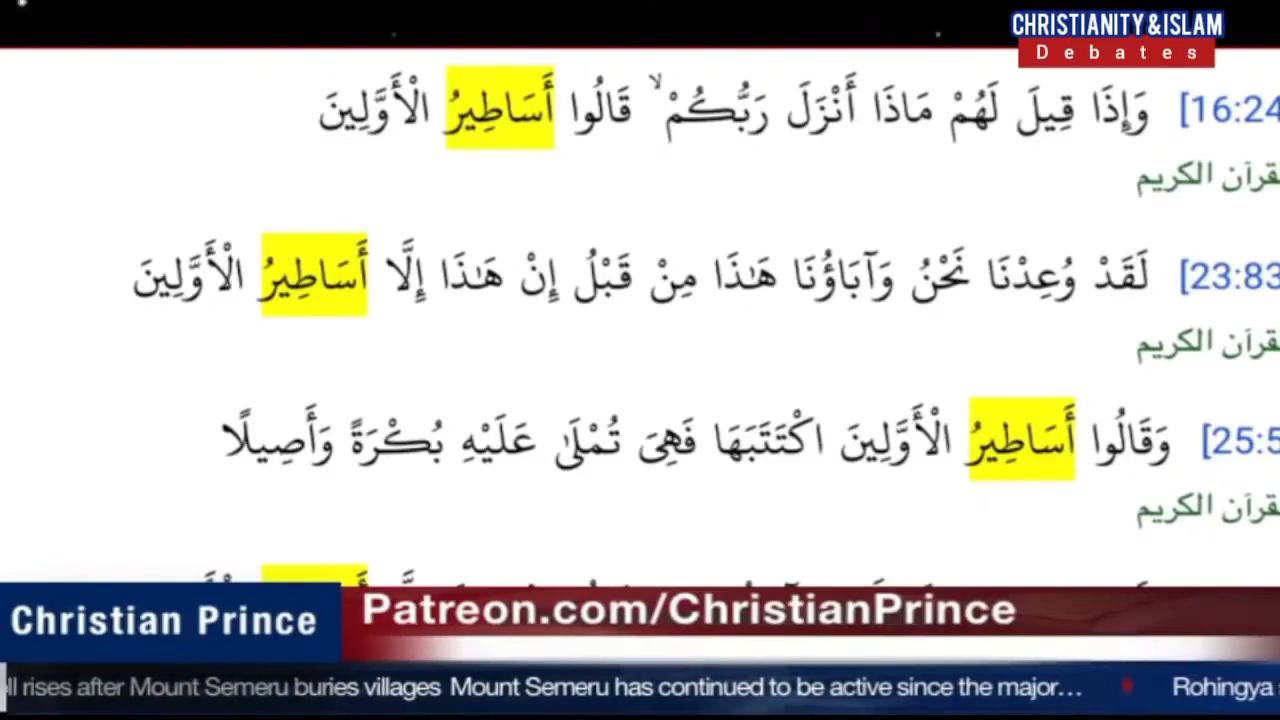 CHRISTIANITY & ISLAM
Debates
[16:24 وَإِذَا قِيلَ لَهُمْ مَاذَا أَنْزَلَ رَبُّكُمْ ۙ قَالُوا أَسَاطِيرُ الْأَوَّلِينَ
قرآن الكريم
[23:83 لَقَدْ وُعِدْنَا نَحْنُ وَآبَاؤُنَا هَٰذَا مِنْ قَبْلُ إِنْ هَٰذَا إِلَّا أَسَاطِيرُ الْأَوَّلِينَ
قرآن الكريم
[25:5 وَقَالُوا أَسَاطِيرُ الْأَوَّلِينَ اكْتَتَبَهَا فَهِيَ تُمْلَىٰ عَلَيْهِ بُكْرَةً وَأَصِيلًا
قرآن الكريم
Christian Prince
Patreon.com/ChristianPrince
ll rises after Mount Semeru buries villages Mount Semeru has continued to be active since the major... Rohingya